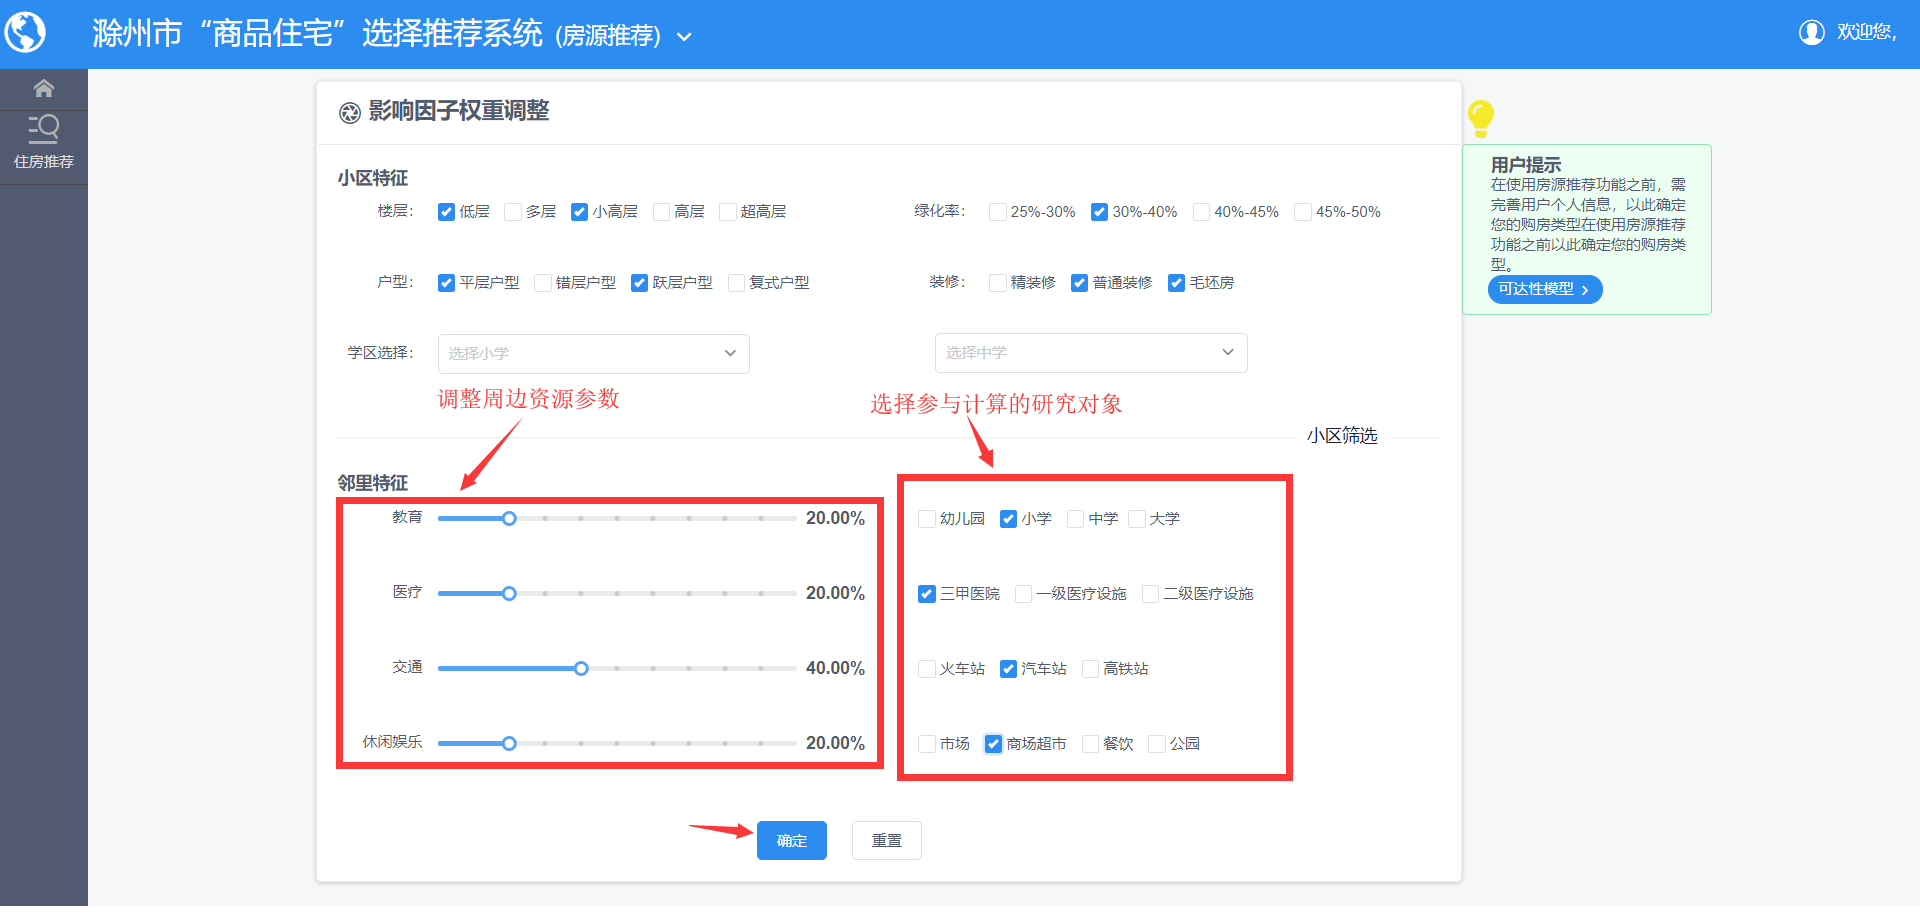 滁州市“商品住宅”选择推荐系统 (房源推荐)
欢迎您,
住房推荐
影响因子权重调整
小区特征
楼层: 低层 多层 小高层 高层 超高层
绿化率: 25%-30% 30%-40% 40%-45% 45%-50%
户型: 平层户型 错层户型 跃层户型 复式户型
装修: 精装修 普通装修 毛坯房
学区选择: 选择小学 选择中学
调整周边资源参数
选择参与计算的研究对象
小区筛选
邻里特征
教育 20.00% 幼儿园 小学 中学 大学
医疗 20.00% 三甲医院 一级医疗设施 二级医疗设施
交通 40.00% 火车站 汽车站 高铁站
休闲娱乐 20.00% 市场 商场超市 餐饮 公园
确定 重置
用户提示
在使用房源推荐功能之前，需
完善用户个人信息，以此确定
您的购房类型在使用房源推荐
功能之前以此确定您的购房类
型。
可达性模型